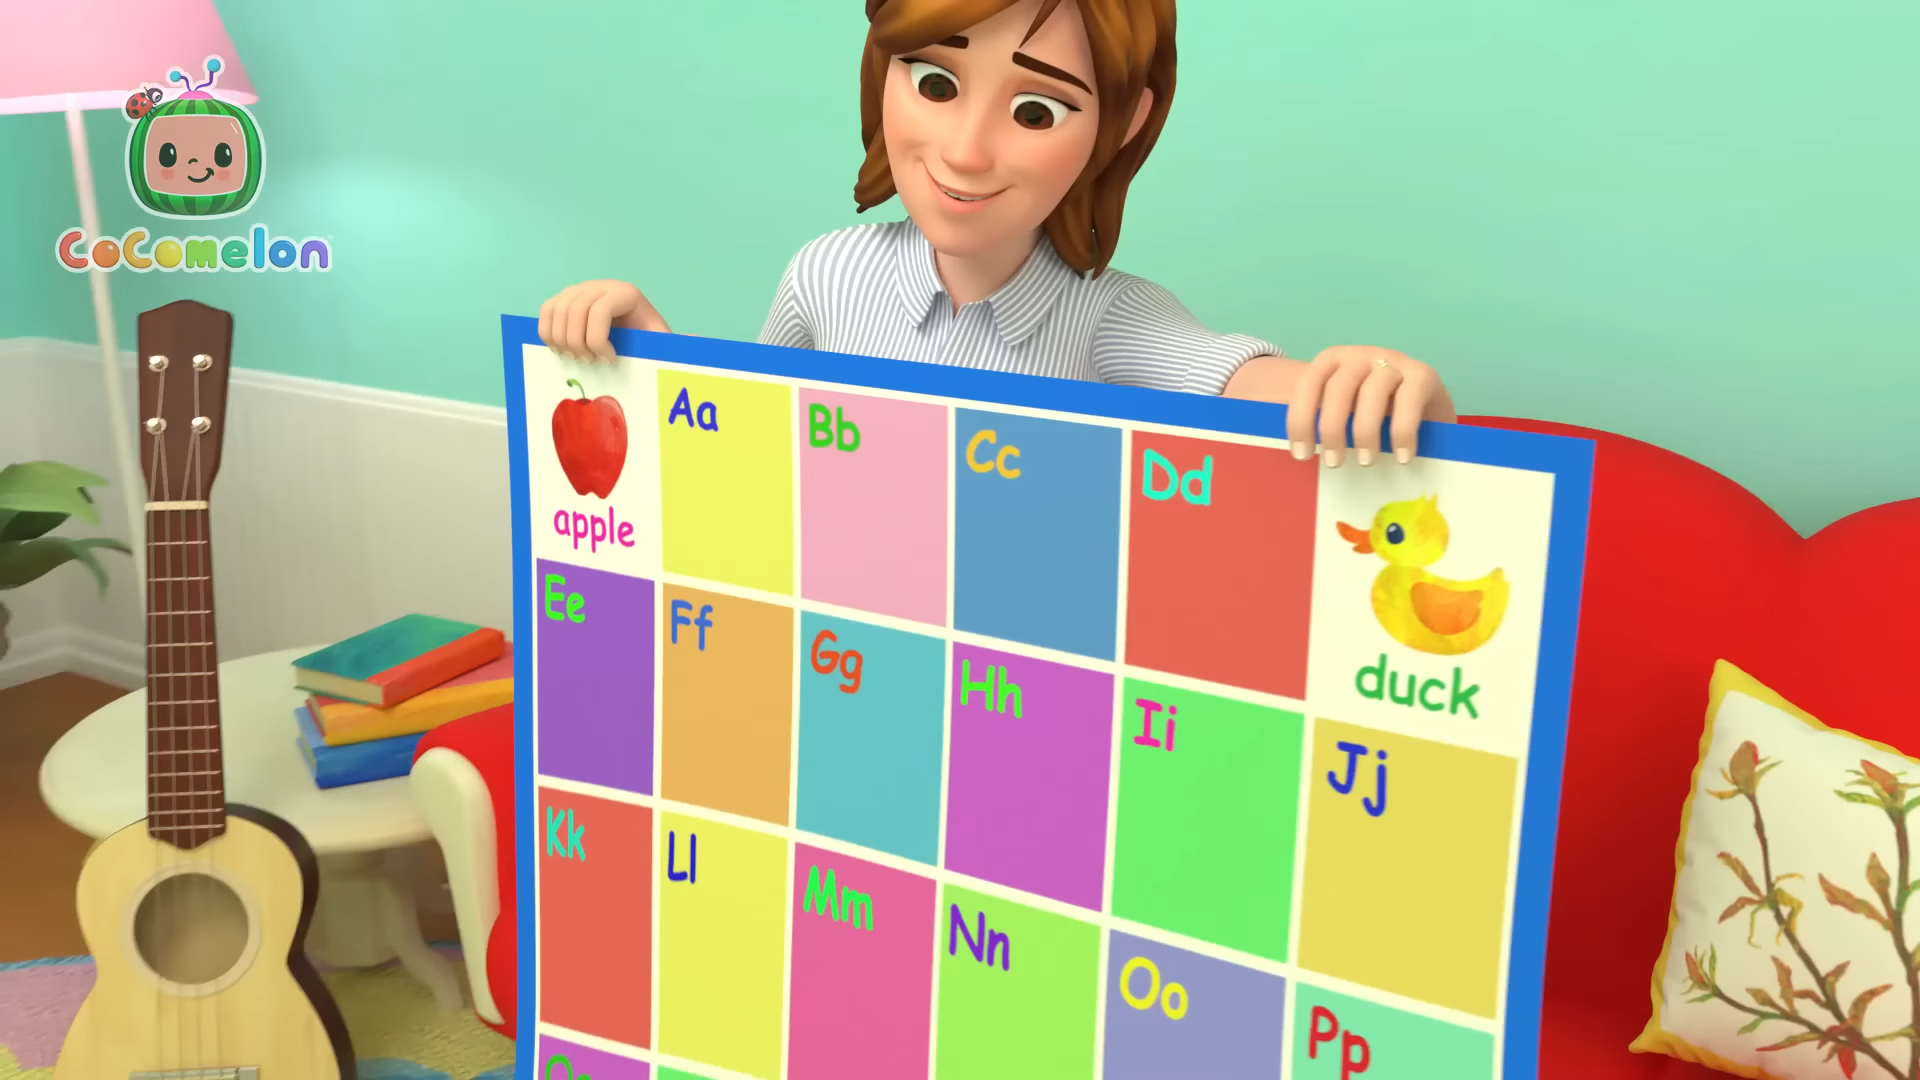 CoComelon
apple
Aa
Bb
Cc
Dd
duck
Ee
Ff
Gg
Hh
Ii
Jj
Kk
Ll
Mm
Nn
Oo
Pp